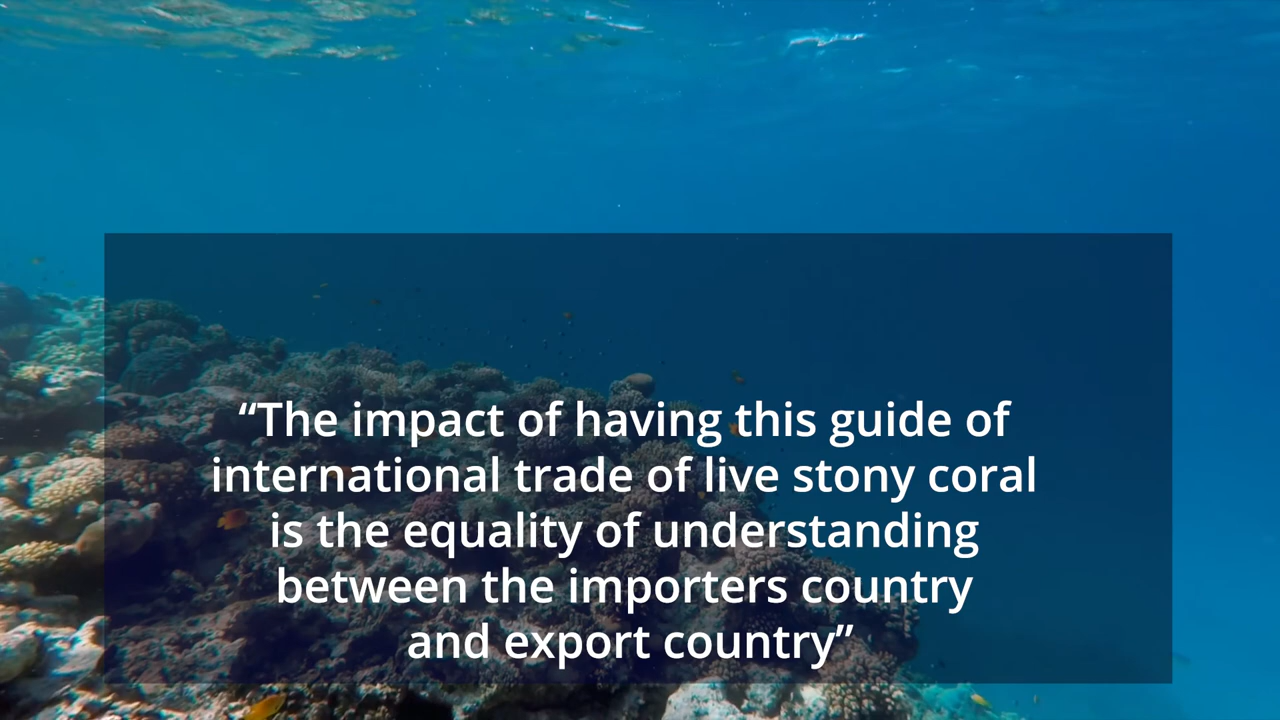 “The impact of having this guide of
international trade of live stony coral
is the equality of understanding
between the importers country
and export country”